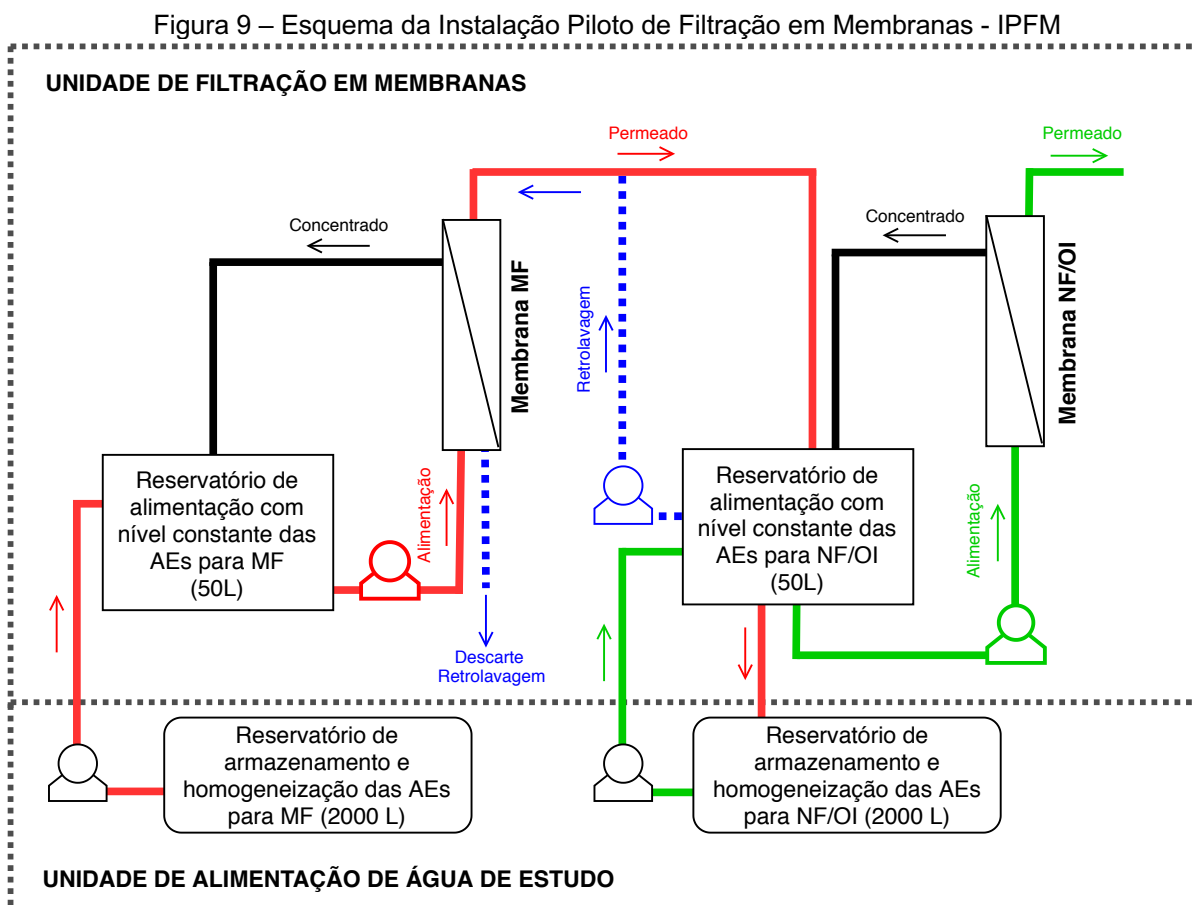 Figura 9 – Esquema da Instalação Piloto de Filtração em Membranas - IPFM
UNIDADE DE FILTRAÇÃO EM MEMBRANAS
Permeado
Permeado
Concentrado
Concentrado
Membrana MF
Retrolavagem
Membrana NF/OI
Reservatório de
alimentação com
nível constante das
AEs para MF
(50L)
Alimentação
Reservatório de
alimentação com
nível constante das
AEs para NF/OI
(50L)
Alimentação
Descarte
Retrolavagem
Reservatório de
armazenamento e
homogeneização das AEs
para MF (2000 L)
Reservatório de
armazenamento e
homogeneização das AEs
para NF/OI (2000 L)
UNIDADE DE ALIMENTAÇÃO DE ÁGUA DE ESTUDO